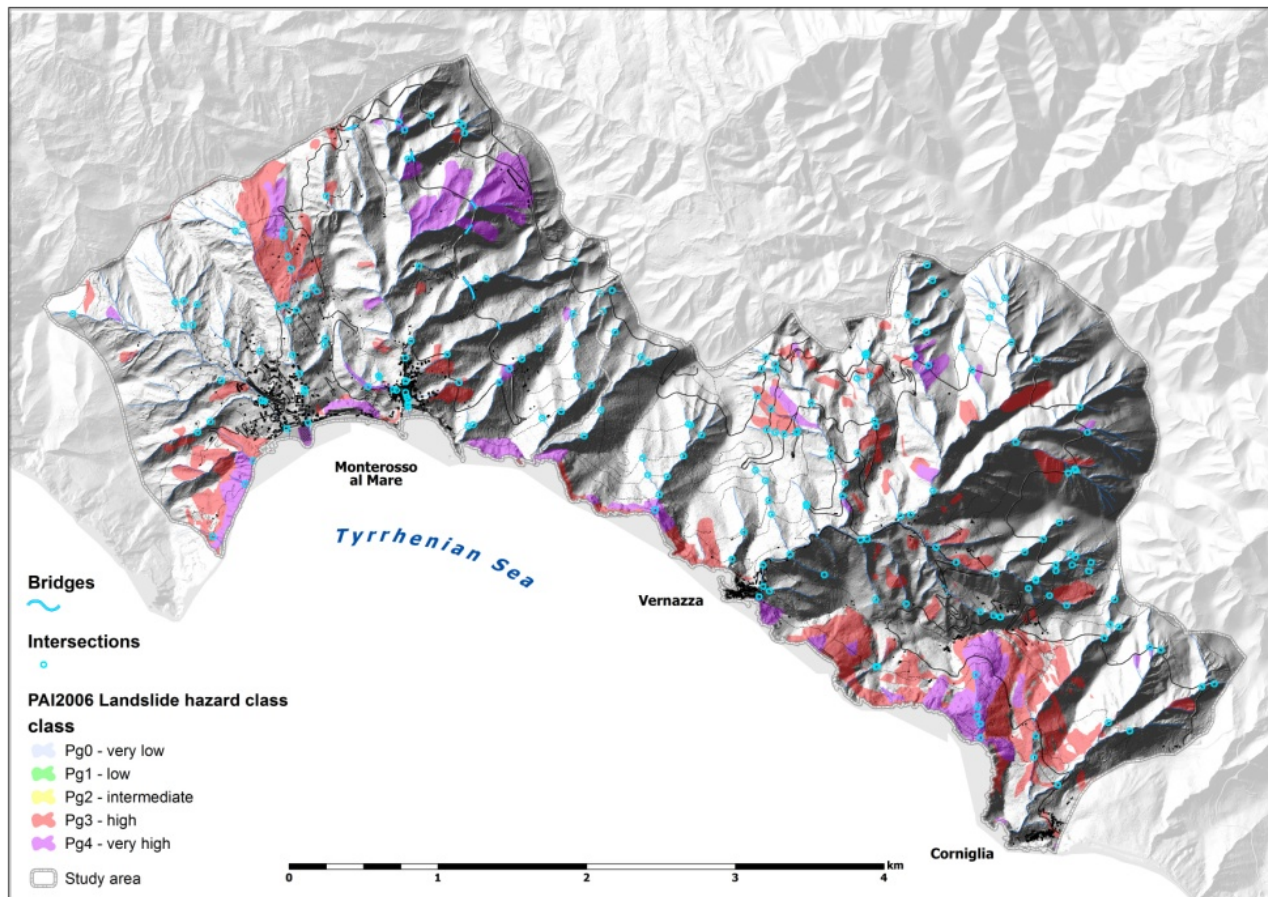 Monterosso
al Mare
Tyrrhenian Sea
Vernazza
Corniglia
Bridges
Intersections
PAI2006 Landslide hazard class
class
Pg0 - very low
Pg1 - low
Pg2 - intermediate
Pg3 - high
Pg4 - very high
Study area
km
0 1 2 3 4